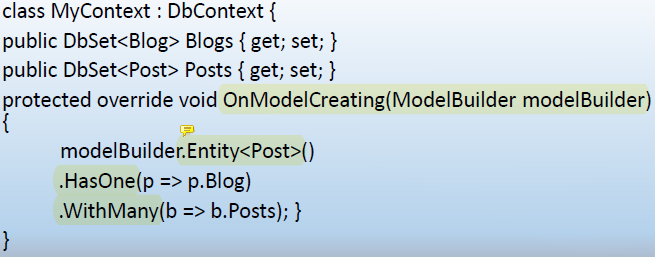 class MyContext : DbContext {
public DbSet<Blog> Blogs { get; set; }
public DbSet<Post> Posts { get; set; }
protected override void OnModelCreating(ModelBuilder modelBuilder)
{
modelBuilder.Entity<Post>()
.HasOne(p => p.Blog)
.WithMany(b => b.Posts); }
}